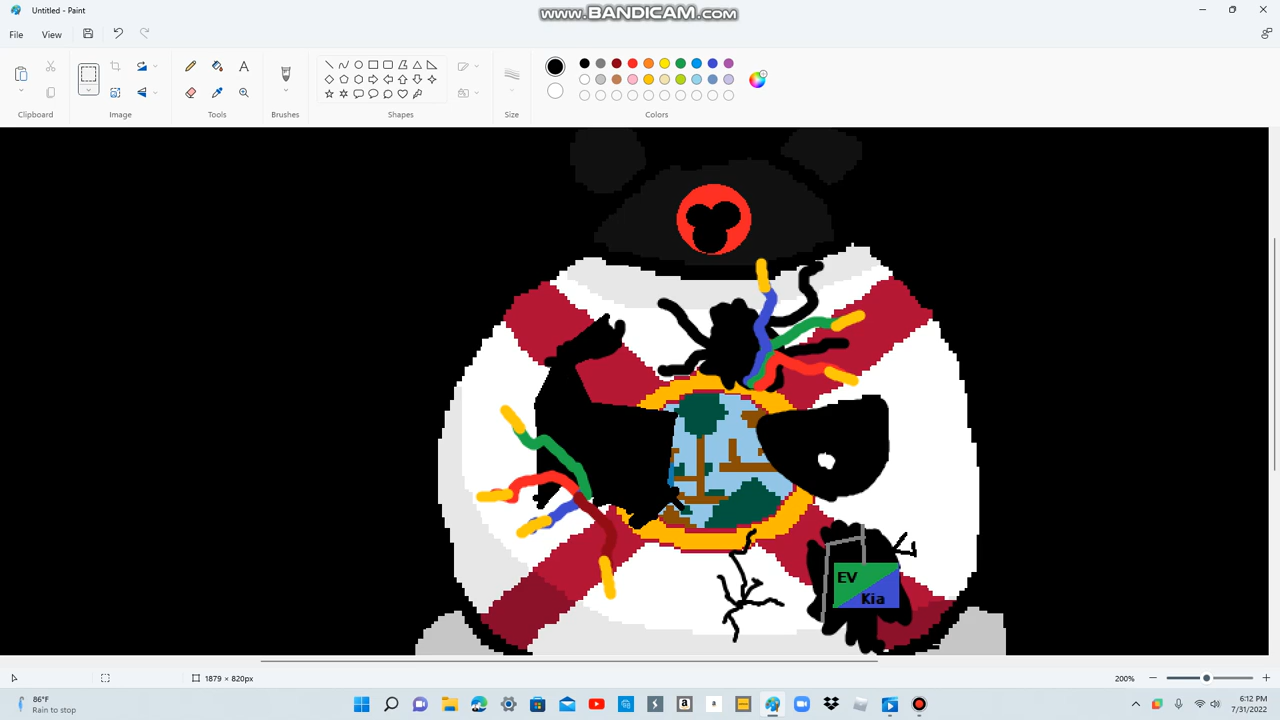 Untitled - Paint
www.BANDICAM.com
File
View
Clipboard
Image
Tools
Brushes
Shapes
Size
Colors
A
EV
Kia
1879 × 820px
200%
86°F
Rain to stop
6:12 PM
7/31/2022